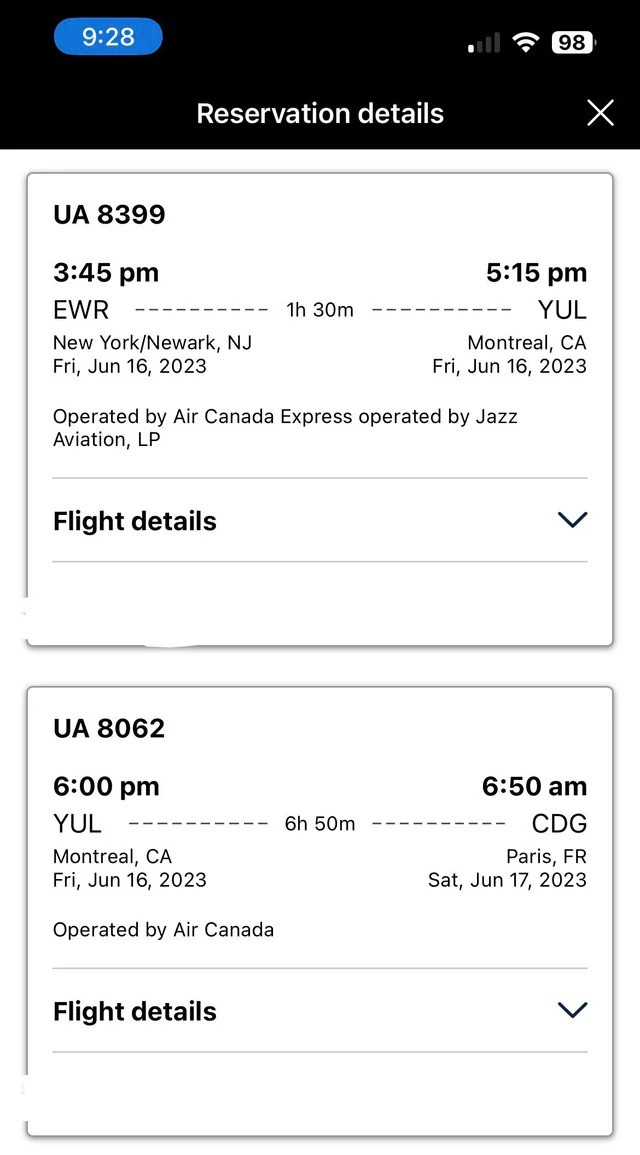 9:28
98
Reservation details
UA 8399
3:45 pm 5:15 pm
EWR 1h 30m YUL
New York/Newark, NJ Montreal, CA
Fri, Jun 16, 2023 Fri, Jun 16, 2023
Operated by Air Canada Express operated by Jazz
Aviation, LP
Flight details
UA 8062
6:00 pm 6:50 am
YUL 6h 50m CDG
Montreal, CA Paris, FR
Fri, Jun 16, 2023 Sat, Jun 17, 2023
Operated by Air Canada
Flight details